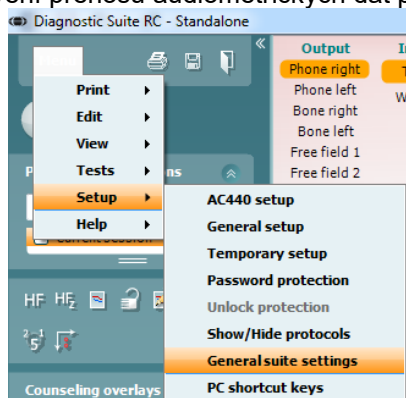 Diagnostic Suite RC - Standalone
Output
Phone right
Phone left
Bone right
Bone left
Free field 1
Free field 2
Print
Edit
View
Tests
Setup
Help
AC440 setup
General setup
Temporary setup
Password protection
Unlock protection
Show/Hide protocols
General suite settings
PC shortcut keys
Current session
HF HFz
Counseling overlays